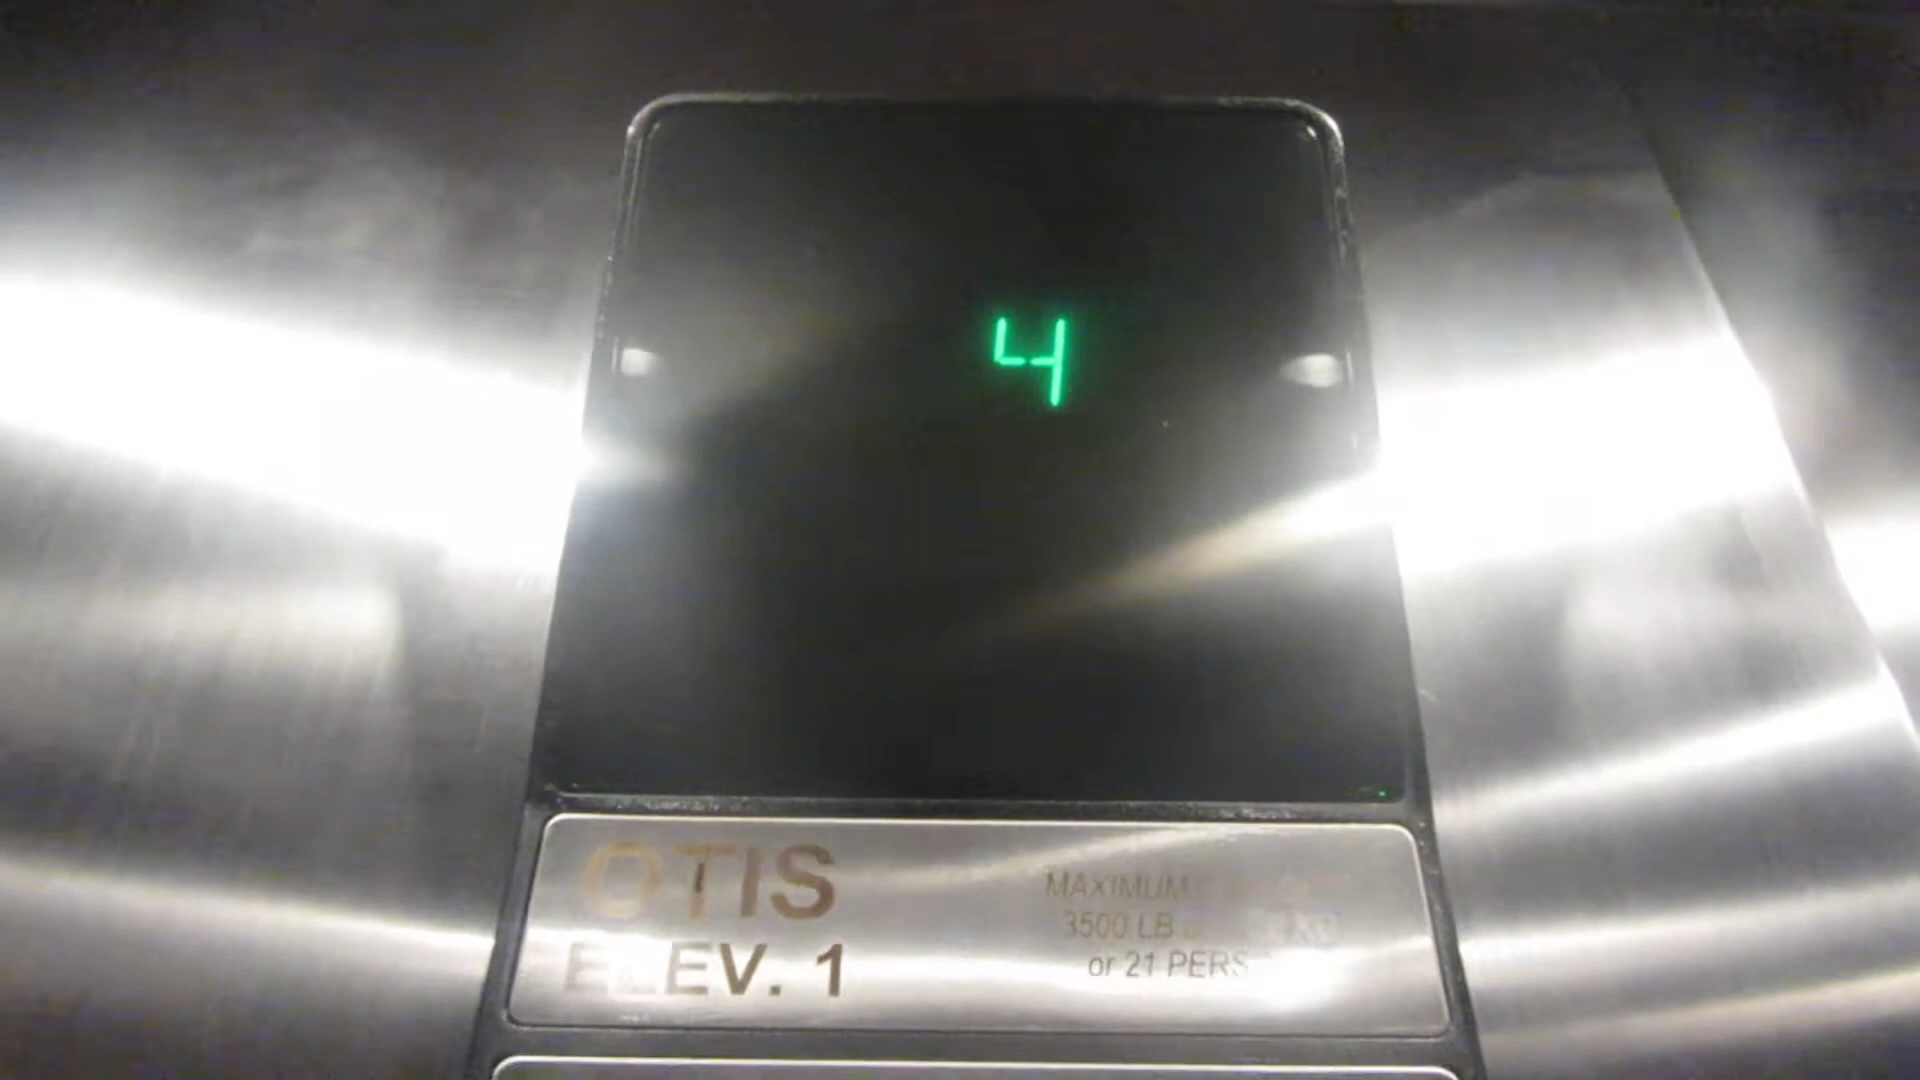 4
OTIS
ELEV. 1
MAXIMUM
3500 LB
or 21 PERS